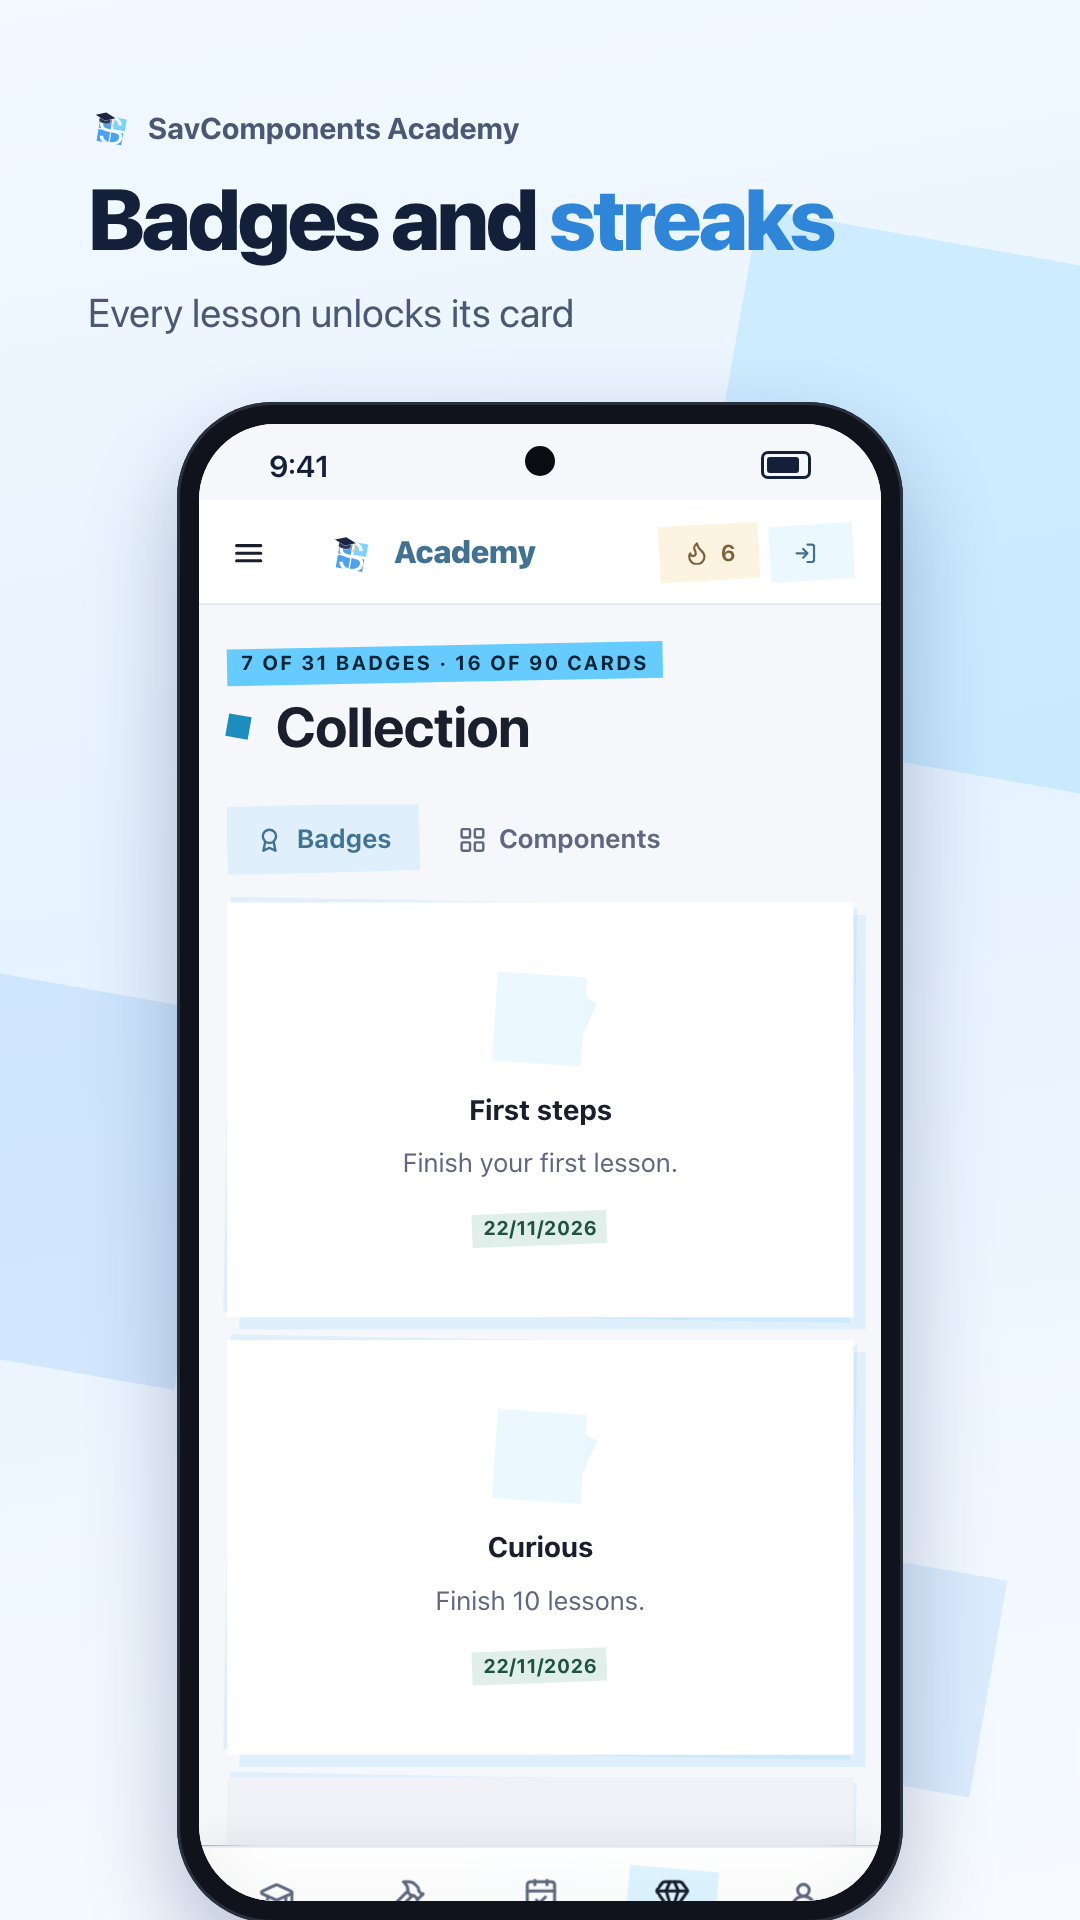 SavComponents Academy
Badges and streaks
Every lesson unlocks its card
9:41
Academy
6
7 OF 31 BADGES · 16 OF 90 CARDS
Collection
Badges
Components
First steps
Finish your first lesson.
22/11/2026
Curious
Finish 10 lessons.
22/11/2026